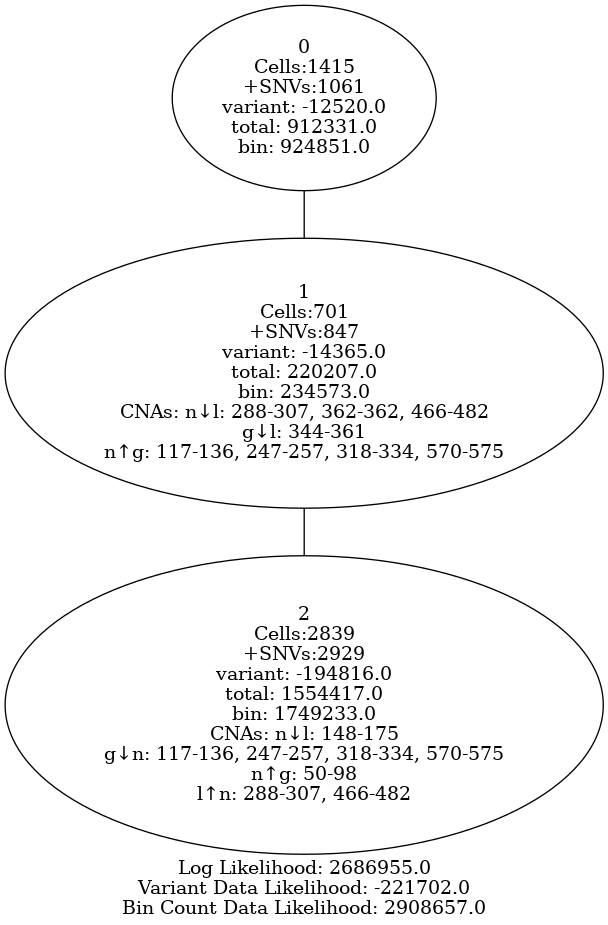 0
Cells:1415
+SNVs:1061
variant: -12520.0
total: 912331.0
bin: 924851.0
1
Cells:701
+SNVs:847
variant: -14365.0
total: 220207.0
bin: 234573.0
CNAs: n↓l: 288-307, 362-362, 466-482
g↓l: 344-361
n↑g: 117-136, 247-257, 318-334, 570-575
2
Cells:2839
+SNVs:2929
variant: -194816.0
total: 1554417.0
bin: 1749233.0
CNAs: n↓l: 148-175
g↓n: 117-136, 247-257, 318-334, 570-575
n↑g: 50-98
l↑n: 288-307, 466-482
Log Likelihood: 2686955.0
Variant Data Likelihood: -221702.0
Bin Count Data Likelihood: 2908657.0